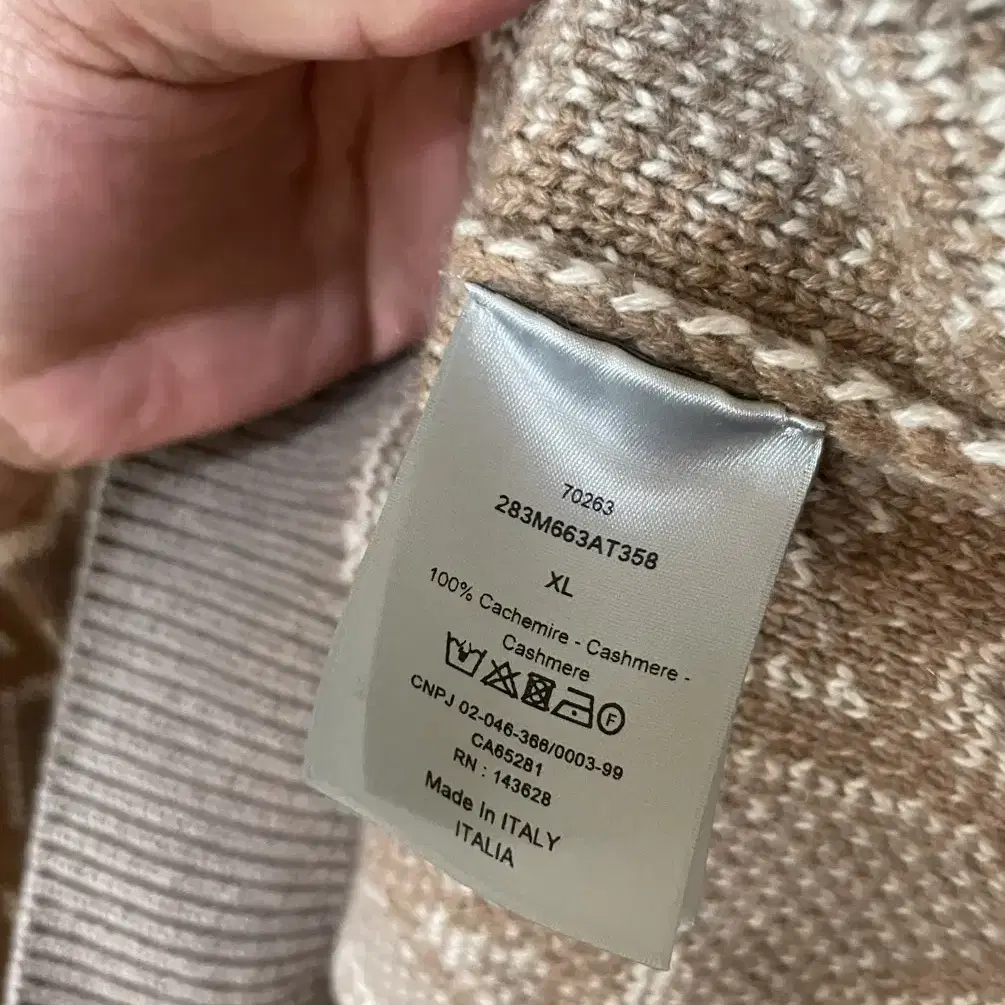 70263
283M663AT358
XL
100% Cachemire - Cashmere -
Cashmere
F
CNPJ 02-046-366/0003-99
CA65281
RN : 143628
Made In ITALY
ITALIA